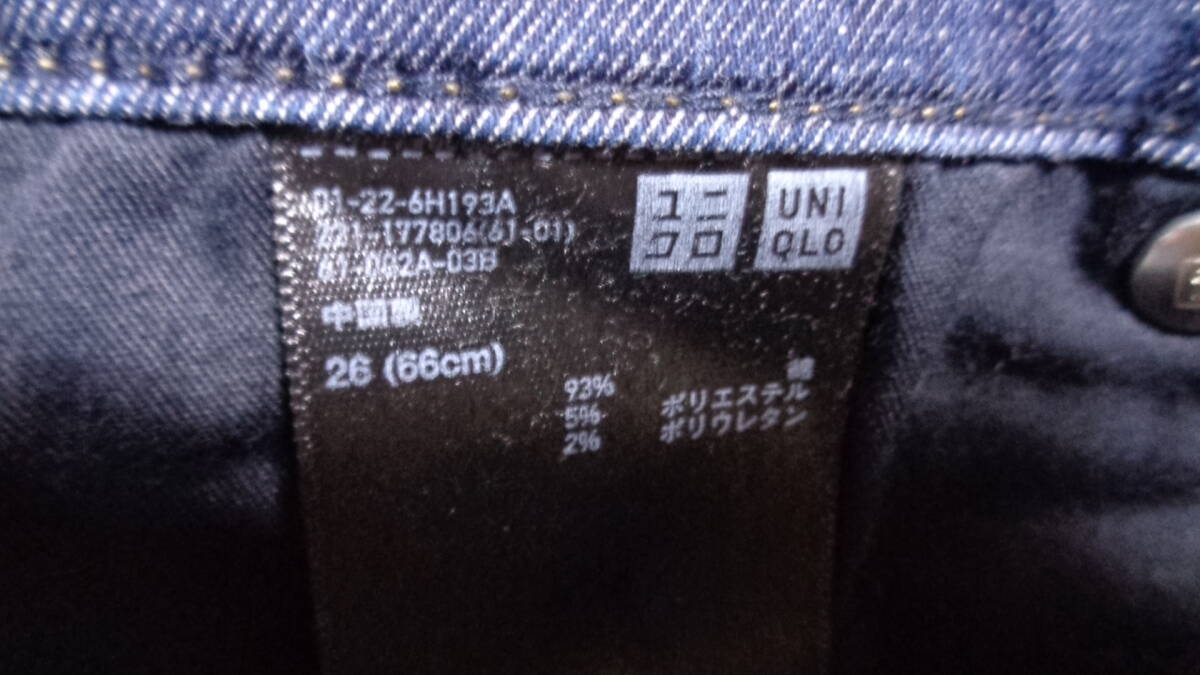 01-22-6H193A
221-177806(61-01)
61-002A-03B
ユニ
クロ
UNI
QLO
中国製
26 (66cm)
93% 綿
5% ポリエステル
2% ポリウレタン